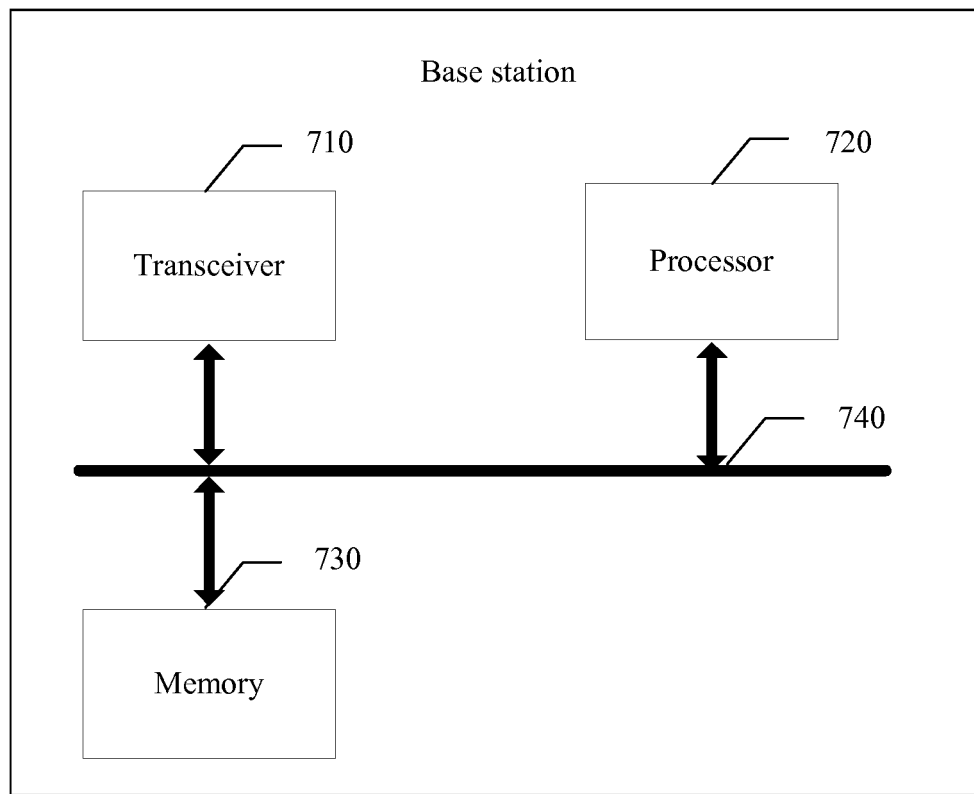 Base station
710
720
Transceiver
Processor
740
730
Memory